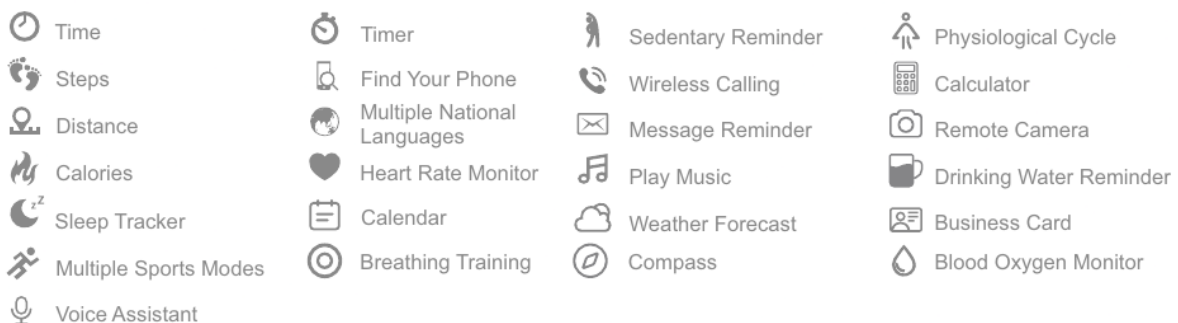 Time
Steps
Distance
Calories
Sleep Tracker
Multiple Sports Modes
Voice Assistant
Timer
Find Your Phone
Multiple National
Languages
Heart Rate Monitor
Calendar
Breathing Training
Sedentary Reminder
Wireless Calling
Message Reminder
Play Music
Weather Forecast
Compass
Physiological Cycle
Calculator
Remote Camera
Drinking Water Reminder
Business Card
Blood Oxygen Monitor